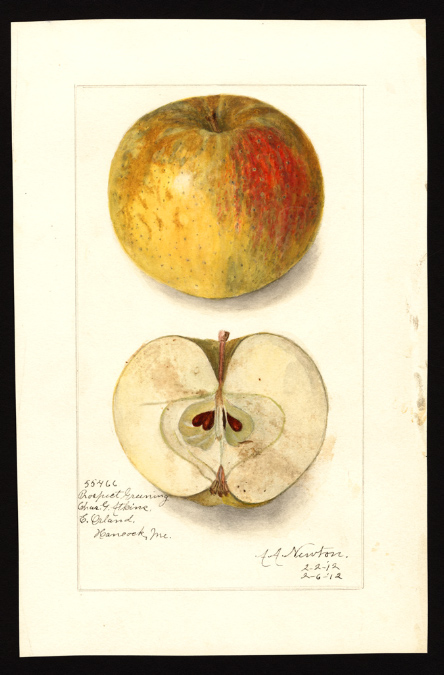 55466
Prospect Greening
Chas. G. Atkins.
E. Orland.
Hancock, Me.
A A Newton.
2-2-12
2-6-12